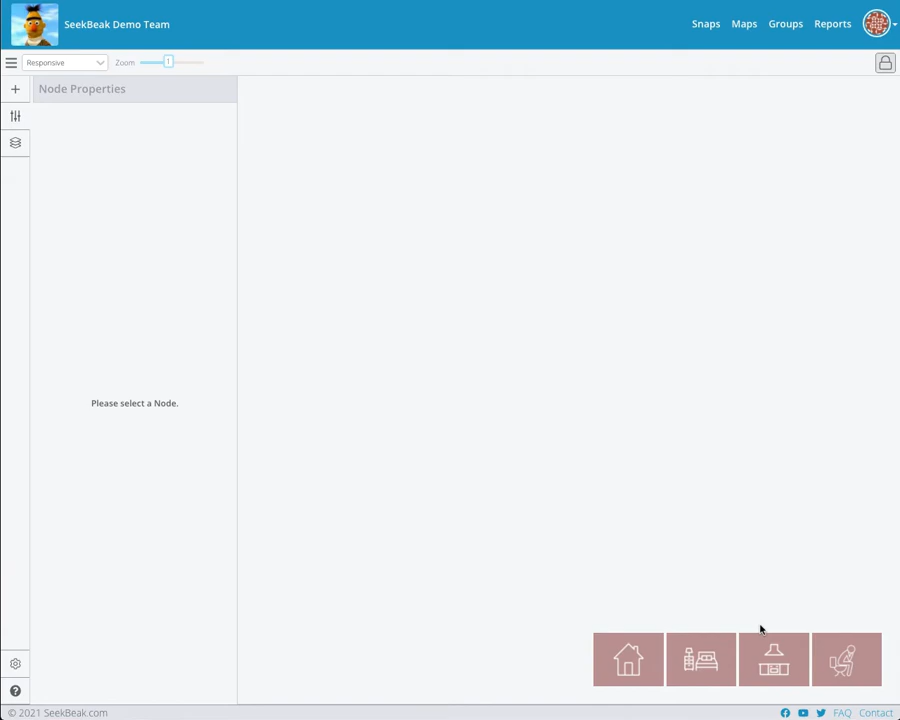 SeekBeak Demo Team
Snaps
Maps
Groups
Reports
Responsive
Zoom
1
Node Properties
Please select a Node.
© 2021 SeekBeak.com
FAQ
Contact